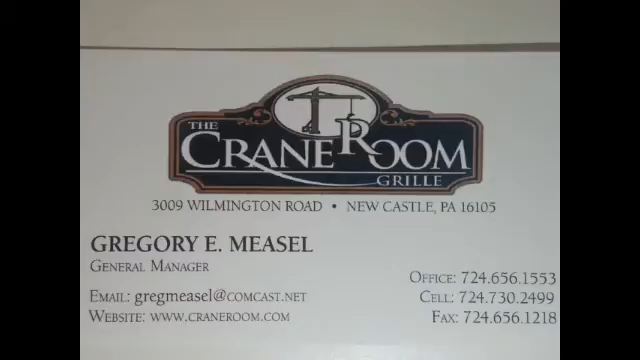 THE
CRANE ROOM
GRILLE
3009 WILMINGTON ROAD • NEW CASTLE, PA 16105
GREGORY E. MEASEL
GENERAL MANAGER
OFFICE: 724.656.1553
EMAIL: gregmeasel@COMCAST.NET
CELL: 724.730.2499
WEBSITE: WWW.CRANEROOM.COM
FAX: 724.656.1218